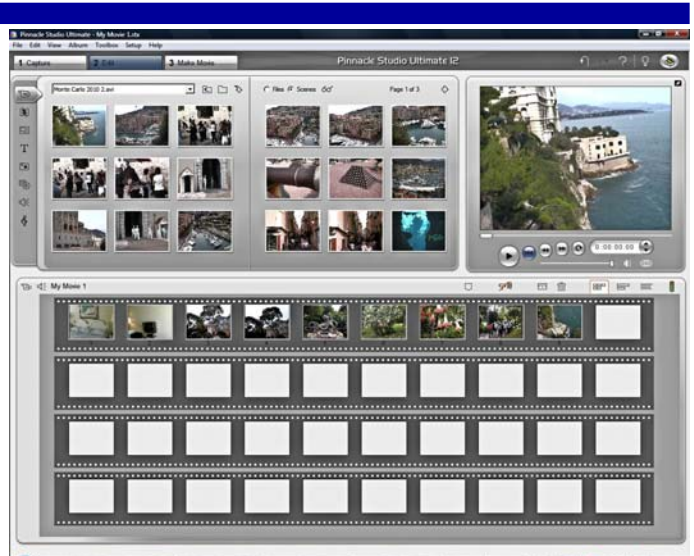 Pinnacle Studio Ultimate - My Movie 1.stx
File Edit View Album Toolbox Setup Help
1 Capture 2 Edit 3 Make Movie Pinnacle Studio Ultimate 12
Monte Carlo 2010 2.avi Files Scenes Page 1 of 3
T
0:00:00:00
My Movie 1